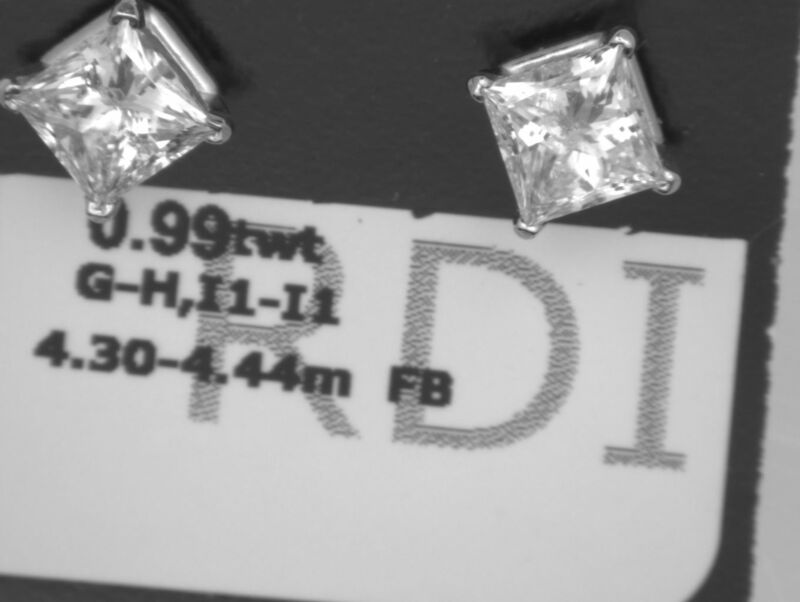 0.99twt
G-H,I1-I1
4.30-4.44m FB
RDI